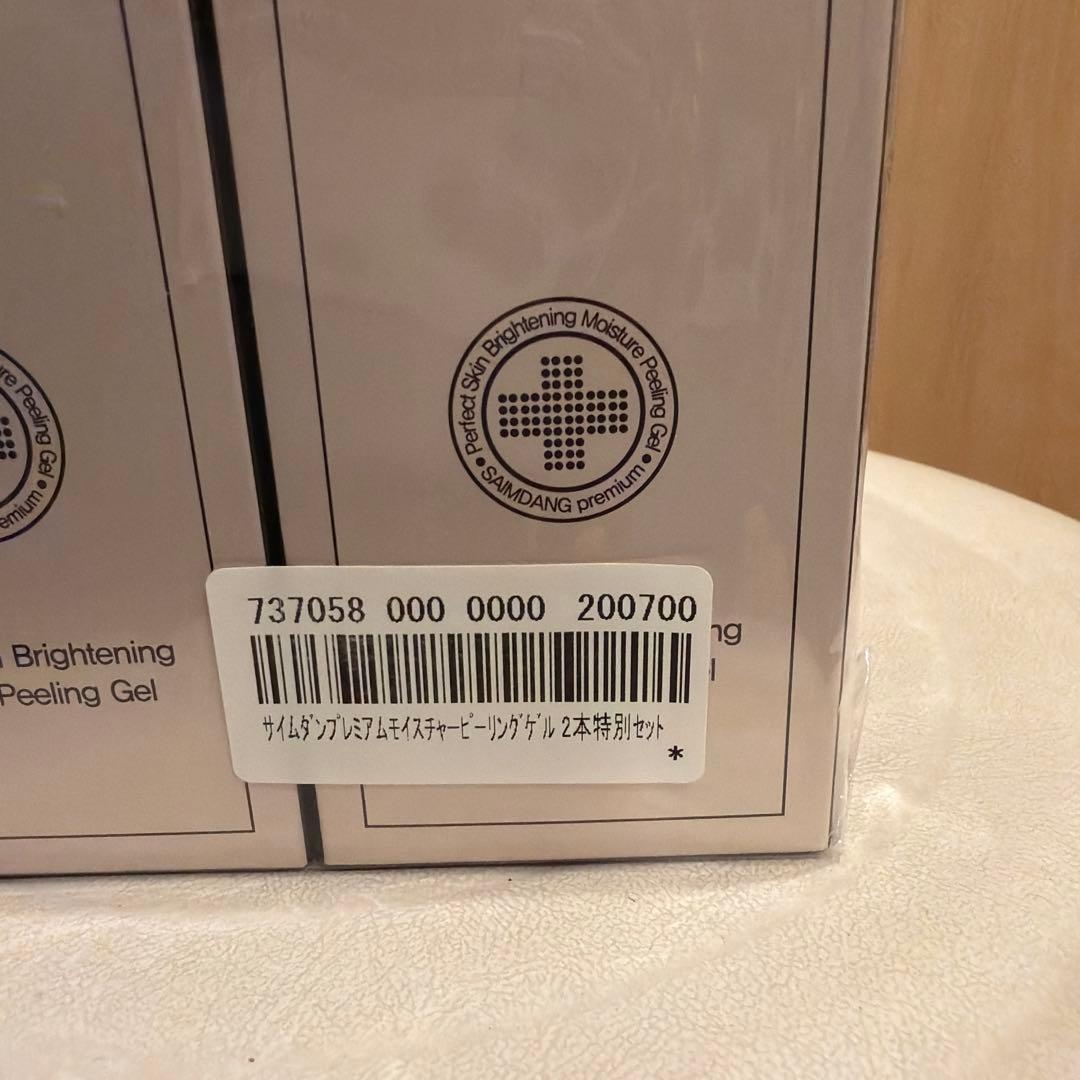 • Perfect Skin Brightening Moisture Peeling Gel •
SAIMDANG premium
Peeling Gel •
Brightening
Peeling Gel
737058 000 0000 200700
サイムダンプレミアムモイスチャーピーリングゲル 2本特別セット
*